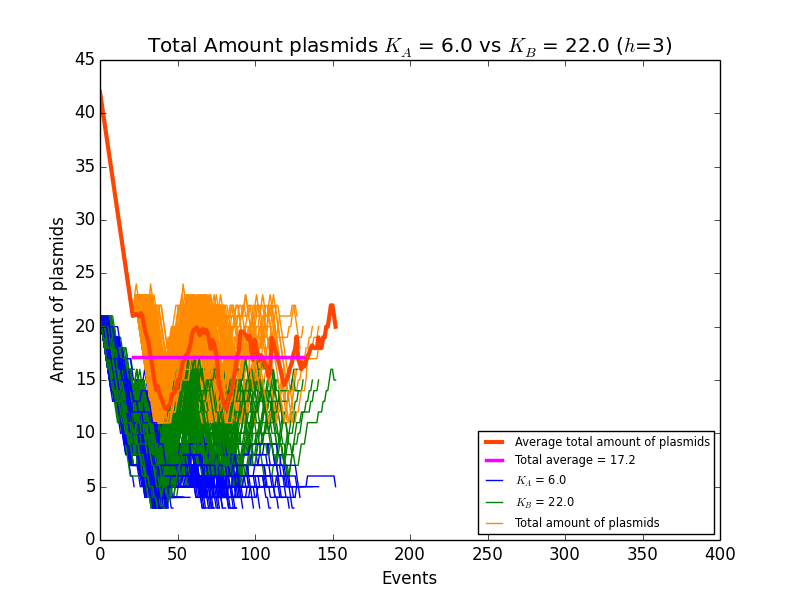 Total Amount plasmids K_A = 6.0 vs K_B = 22.0 (h=3)
45
40
35
30
25
20
15
10
5
0
Amount of plasmids
0 50 100 150 200 250 300 350 400
Events
Average total amount of plasmids
Total average = 17.2
K_A = 6.0
K_B = 22.0
Total amount of plasmids